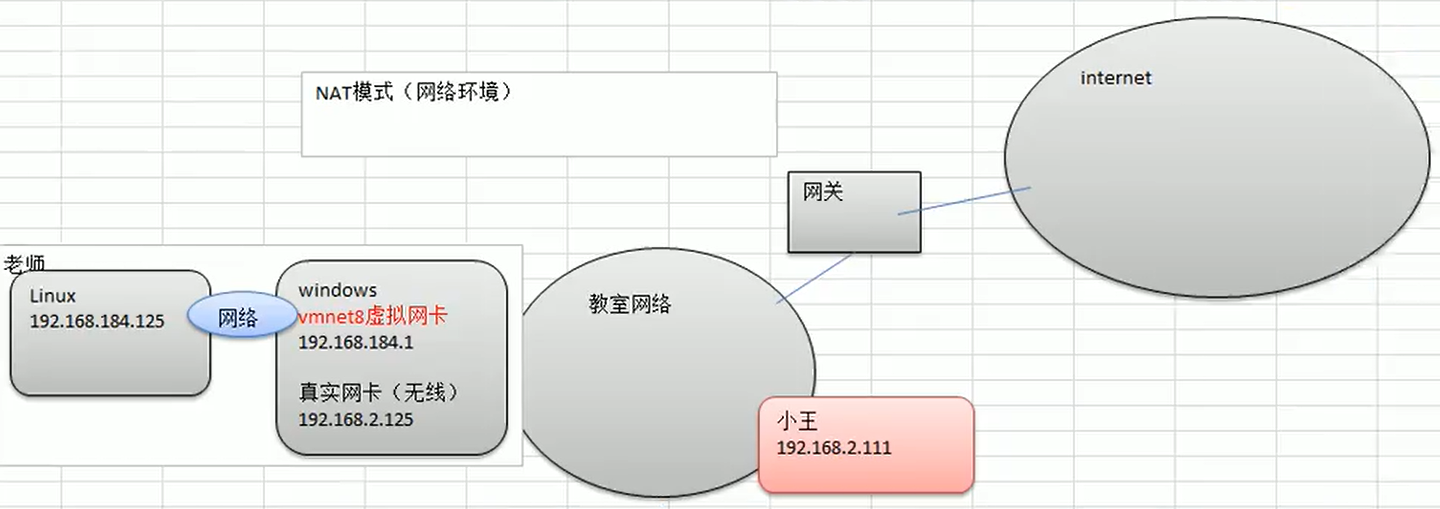 NAT模式（网络环境）
internet
网关
老师
Linux
192.168.184.125
网络
windows
vmnet8虚拟网卡
192.168.184.1
真实网卡（无线）
192.168.2.125
教室网络
小王
192.168.2.111